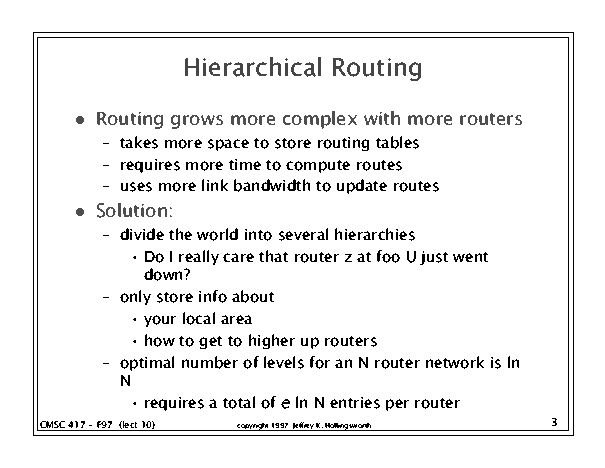 Hierarchical Routing
● Routing grows more complex with more routers
– takes more space to store routing tables
– requires more time to compute routes
– uses more link bandwidth to update routes
● Solution:
– divide the world into several hierarchies
• Do I really care that router z at foo U just went
down?
– only store info about
• your local area
• how to get to higher up routers
– optimal number of levels for an N router network is ln
N
• requires a total of e ln N entries per router
CMSC 417 - F97 (lect 10)
copyright 1997 Jeffrey K. Hollingsworth
3